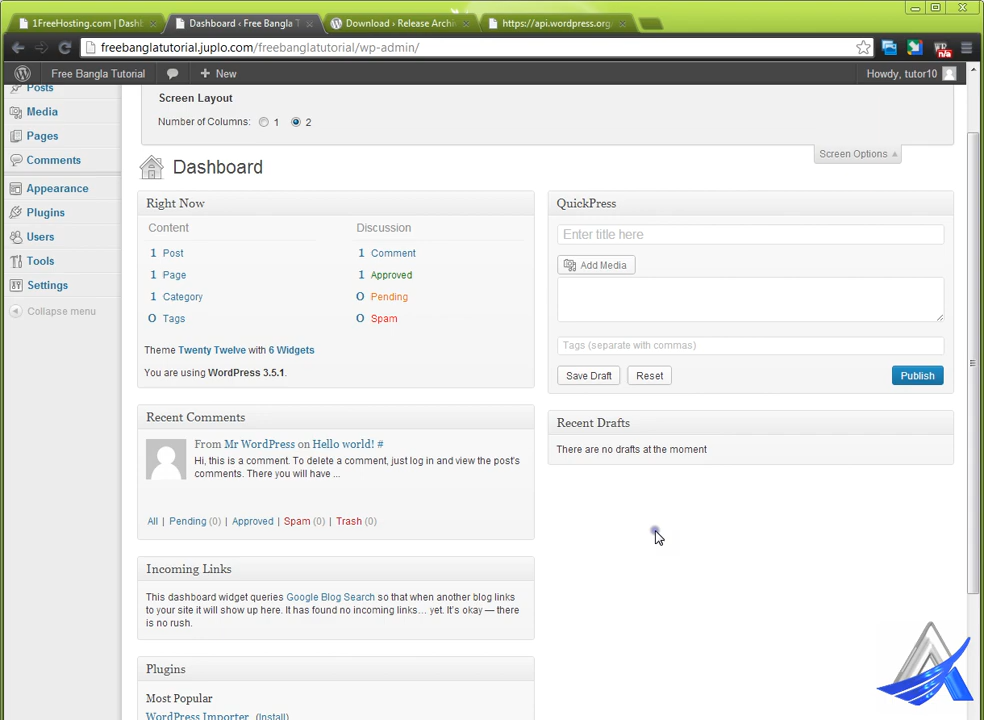 1FreeHosting.com | Dashb
Dashboard ‹ Free Bangla T
Download › Release Archi
https://api.wordpress.org
freebanglatutorial.juplo.com/freebanglatutorial/wp-admin/
n/a
Free Bangla Tutorial
New
Howdy, tutor10
Posts
Media
Pages
Comments
Appearance
Plugins
Users
Tools
Settings
Collapse menu
Screen Layout
Number of Columns: 1 2
Screen Options
Dashboard
Right Now
Content
Discussion
1 Post
1 Comment
1 Page
1 Approved
1 Category
0 Pending
0 Tags
0 Spam
Theme Twenty Twelve with 6 Widgets
You are using WordPress 3.5.1.
Recent Comments
From Mr WordPress on Hello world! #
Hi, this is a comment. To delete a comment, just log in and view the post's
comments. There you will have ...
All | Pending (0) | Approved | Spam (0) | Trash (0)
Incoming Links
This dashboard widget queries Google Blog Search so that when another blog links
to your site it will show up here. It has found no incoming links… yet. It's okay — there
is no rush.
Plugins
Most Popular
WordPress Importer (Install)
QuickPress
Enter title here
Add Media
Tags (separate with commas)
Save Draft
Reset
Publish
Recent Drafts
There are no drafts at the moment